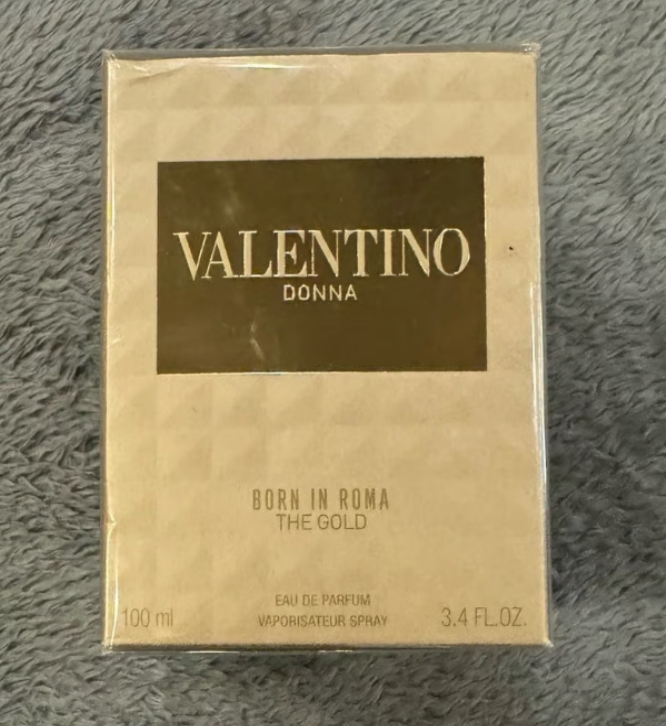 VALENTINO
DONNA
BORN IN ROMA
THE GOLD
EAU DE PARFUM
100 ml VAPORISATEUR SPRAY 3.4 FL.OZ.